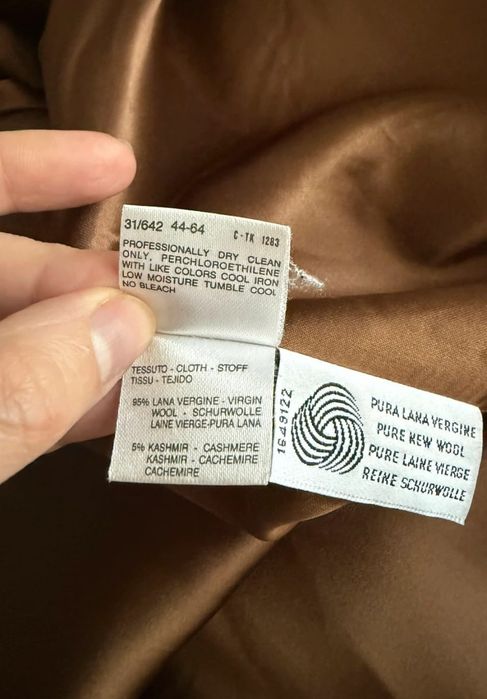 31/642 44-64 C-TK 1283
PROFESSIONALLY DRY CLEAN
ONLY, PERCHLOROETHILENE
WITH LIKE COLORS COOL IRON
LOW MOISTURE TUMBLE COOL
NO BLEACH
TESSUTO - CLOTH - STOFF
TISSU - TEJIDO
95% LANA VERGINE - VIRGIN
WOOL - SCHURWOLLE
LAINE VIERGE-PURA LANA
5% KASHMIR - CASHMERE
KASHMIR - CACHEMIRE
CACHEMIRE
1649122
PURA LANA VERGINE
PURE NEW WOOL
PURE LAINE VIERGE
REINE SCHURWOLLE